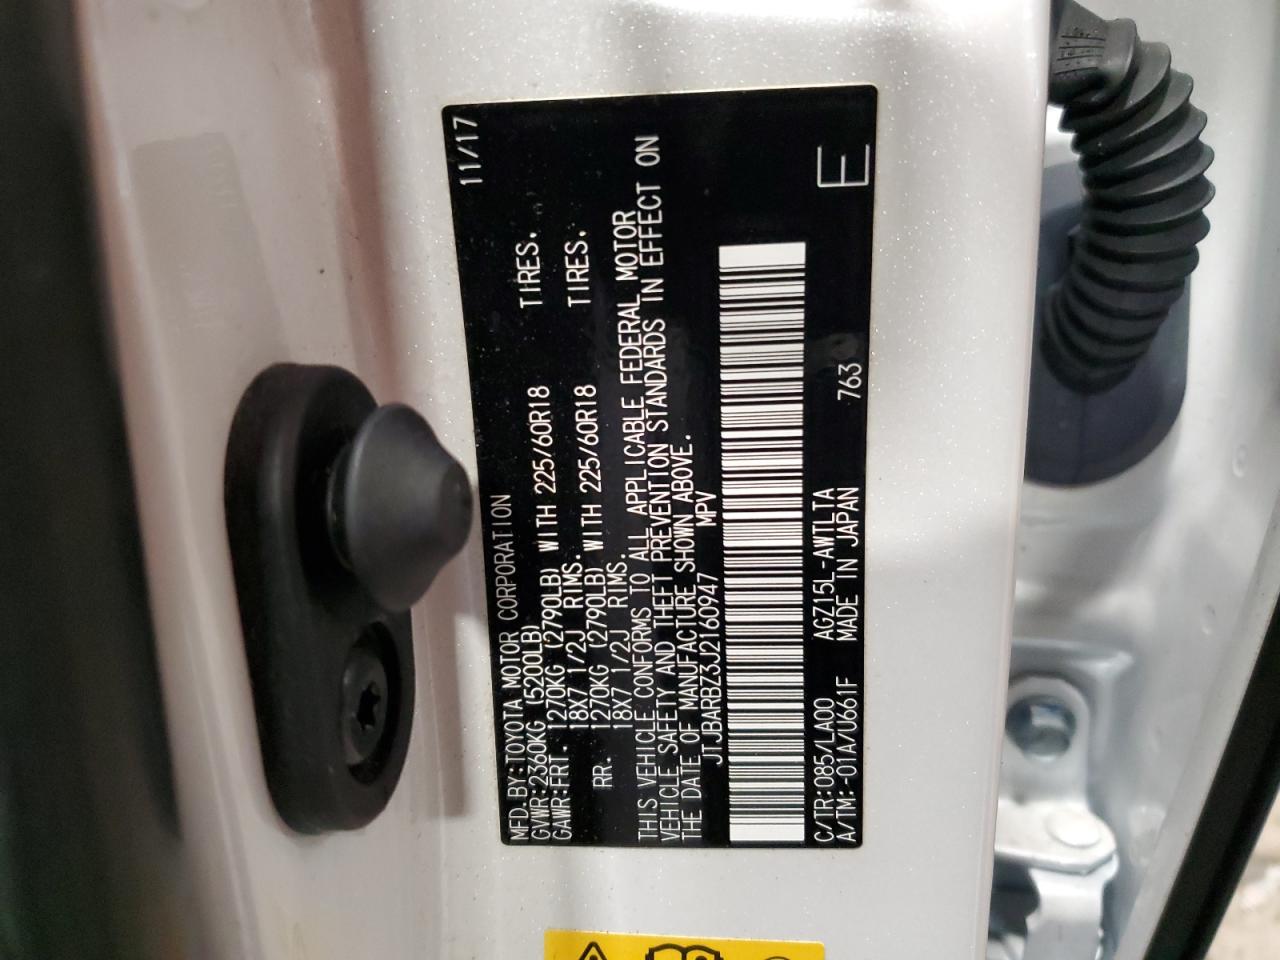 MFD. BY: TOYOTA MOTOR CORPORATION 11/17
GVWR: 2360KG (5200LB)
GAWR: FRT. 1270KG (2790LB) WITH 225/60R18 TIRES.
18X7 1/2J RIMS.
RR. 1270KG (2790LB) WITH 225/60R18 TIRES.
18X7 1/2J RIMS.
THIS VEHICLE CONFORMS TO ALL APPLICABLE FEDERAL MOTOR
VEHICLE SAFETY AND THEFT PREVENTION STANDARDS IN EFFECT ON
THE DATE OF MANUFACTURE SHOWN ABOVE.
JTJBARBZ3J2160947 MPV
C/TR: 085/LA00 AGZ15L-AWTLTA 763 E
A/TM: -01A/U661F MADE IN JAPAN